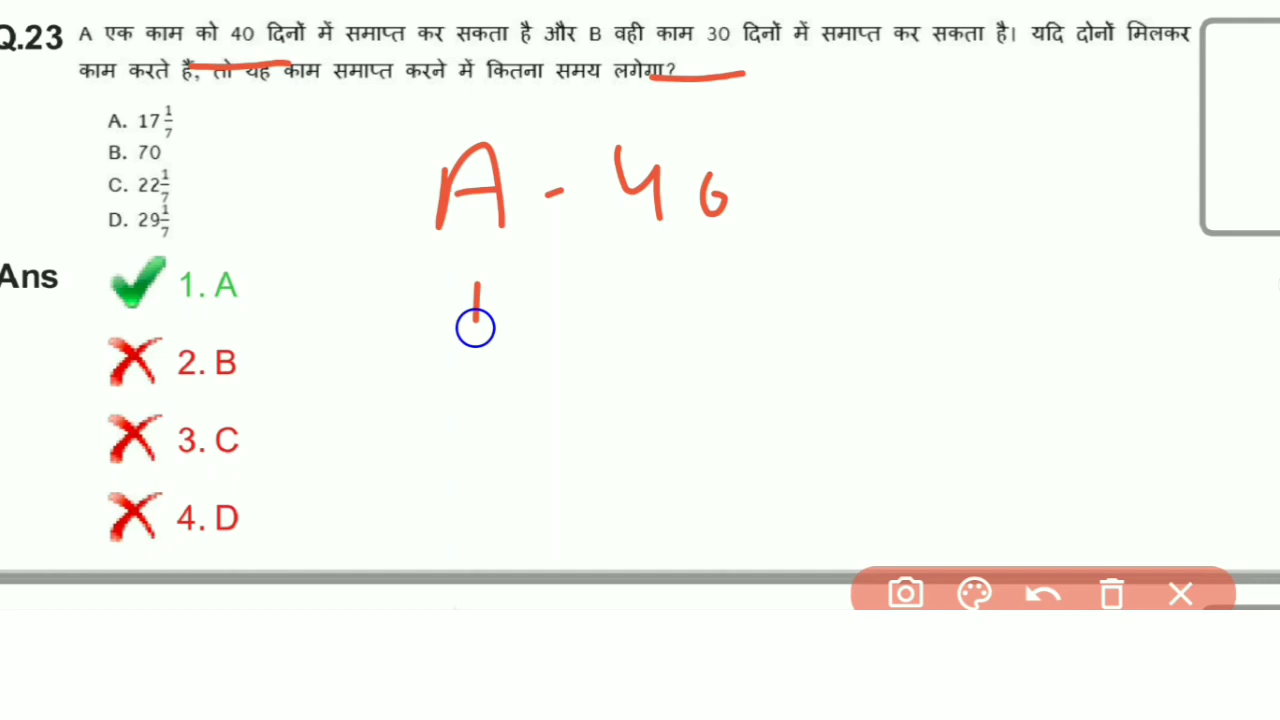 Q.23 A एक काम को 40 दिनों में समाप्त कर सकता है और B वही काम 30 दिनों में समाप्त कर सकता है। यदि दोनों मिलकर
काम करते हैं, तो यह काम समाप्त करने में कितना समय लगेगा?
A. 17 1/7
B. 70
C. 22 1/7
D. 29 1/7
A - 40
Ans 1. A
2. B
3. C
4. D